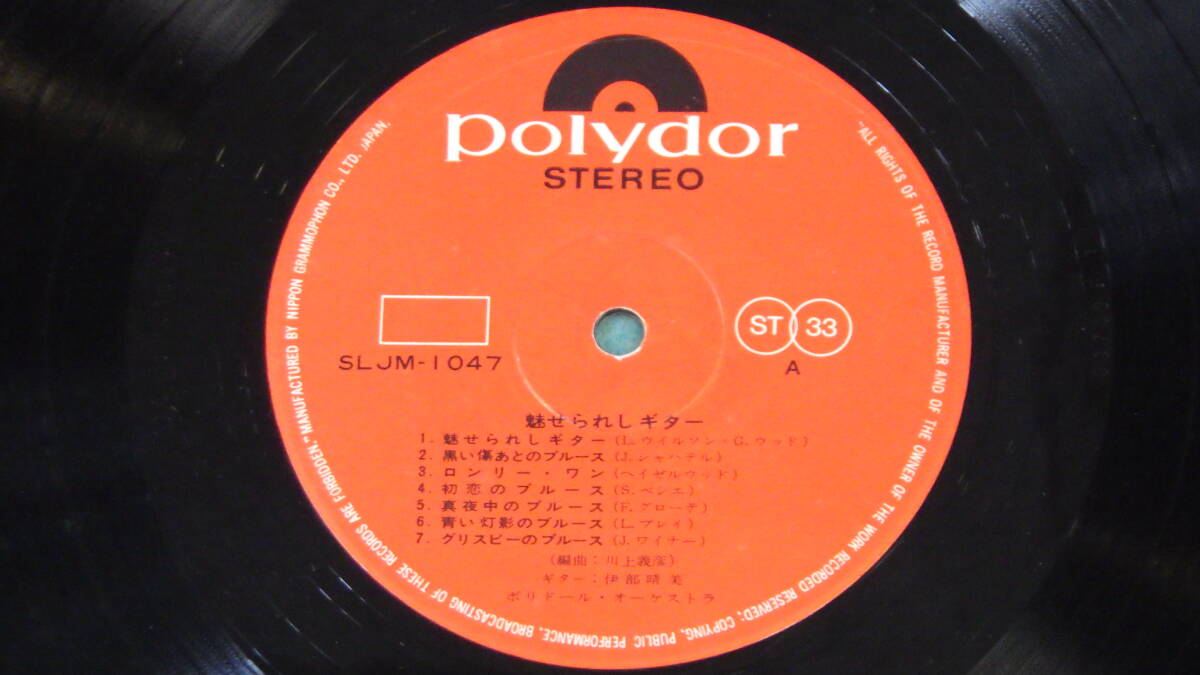 polydor
STEREO
SLJM-1047
ST 33
A
魅せられしギター
1. 魅せられしギター (L. ウイルソン・G. ウッド)
2. 黒い傷あとのブルース (J. シャハテル)
3. ロンリー・ワン (ヘイゼルウッド)
4. 初恋のブルース (S. ベシエ)
5. 真夜中のブルース (F. グローテ)
6. 青い灯影のブルース (L. プレイ)
7. グリスビーのブルース (J. ワイナー)
(編曲:川上義彦)
ギター:伊部晴美
ポリドール・オーケストラ
"ALL RIGHTS OF THE RECORD MANUFACTURER AND OF THE OWNER OF THE WORK RECORDED RESERVED; COPYING, PUBLIC PERFORMANCE, BROADCASTING OF THESE RECORDS ARE FORBIDDEN." MANUFACTURED BY NIPPON GRAMMOPHON CO., LTD. JAPAN.